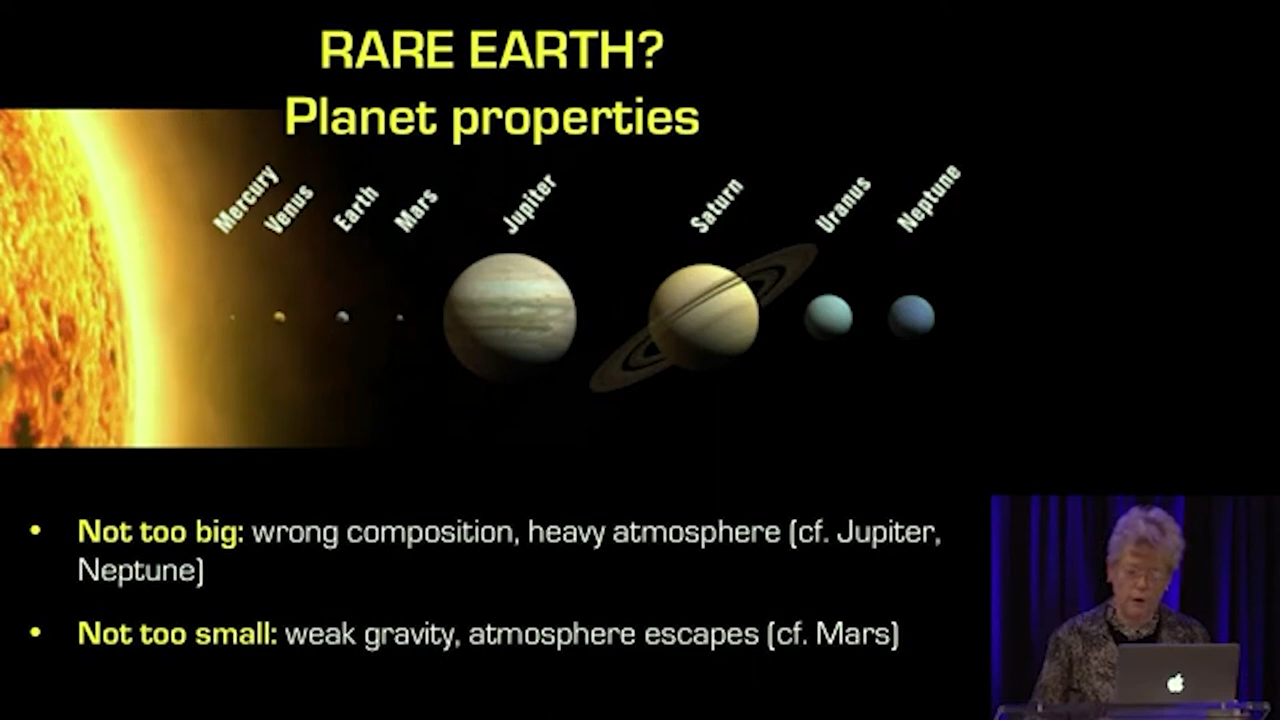 RARE EARTH?
Planet properties
Mercury
Venus
Earth
Mars
Jupiter
Saturn
Uranus
Neptune
• Not too big: wrong composition, heavy atmosphere (cf. Jupiter,
Neptune)
• Not too small: weak gravity, atmosphere escapes (cf. Mars)